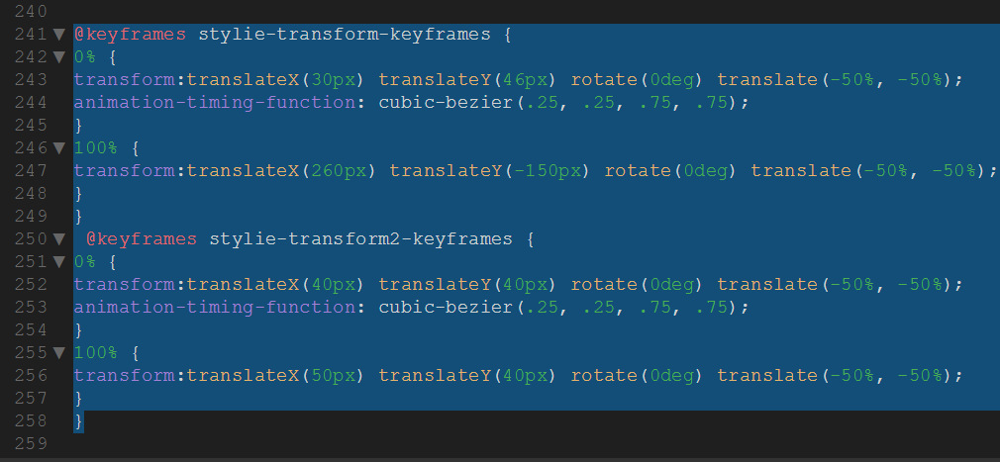 240
241 ▼ @keyframes stylie-transform-keyframes {
242 ▼ 0% {
243 transform:translateX(30px) translateY(46px) rotate(0deg) translate(-50%, -50%);
244 animation-timing-function: cubic-bezier(.25, .25, .75, .75);
245 }
246 ▼ 100% {
247 transform:translateX(260px) translateY(-150px) rotate(0deg) translate(-50%, -50%);
248 }
249 }
250 ▼ @keyframes stylie-transform2-keyframes {
251 ▼ 0% {
252 transform:translateX(40px) translateY(40px) rotate(0deg) translate(-50%, -50%);
253 animation-timing-function: cubic-bezier(.25, .25, .75, .75);
254 }
255 ▼ 100% {
256 transform:translateX(50px) translateY(40px) rotate(0deg) translate(-50%, -50%);
257 }
258 }
259